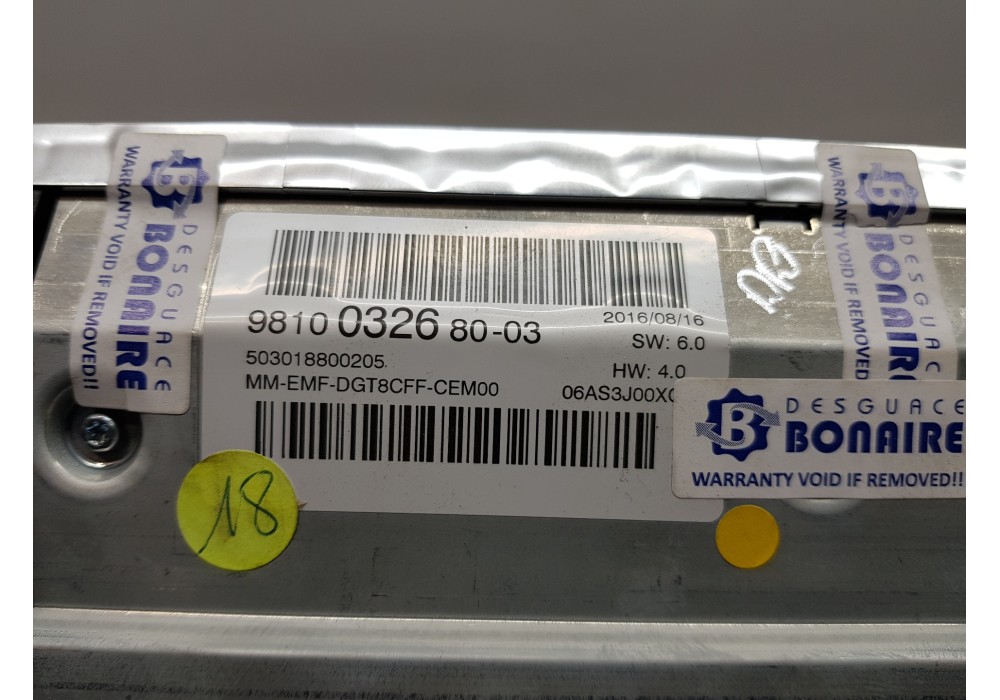 9810 0326 80-03
2016/08/16
SW: 6.0
503018800205
HW: 4.0
MM-EMF-DGT8CFF-CEM00
WARRANTY VOID IF REMOVED!!
B
DESGUACE
BONAIRE
WARRANTY VOID IF REMOVED!!
B
DESGUACE
DESGUACE
B
BONAIRE
WARRANTY VOID IF REMOVED!!
18